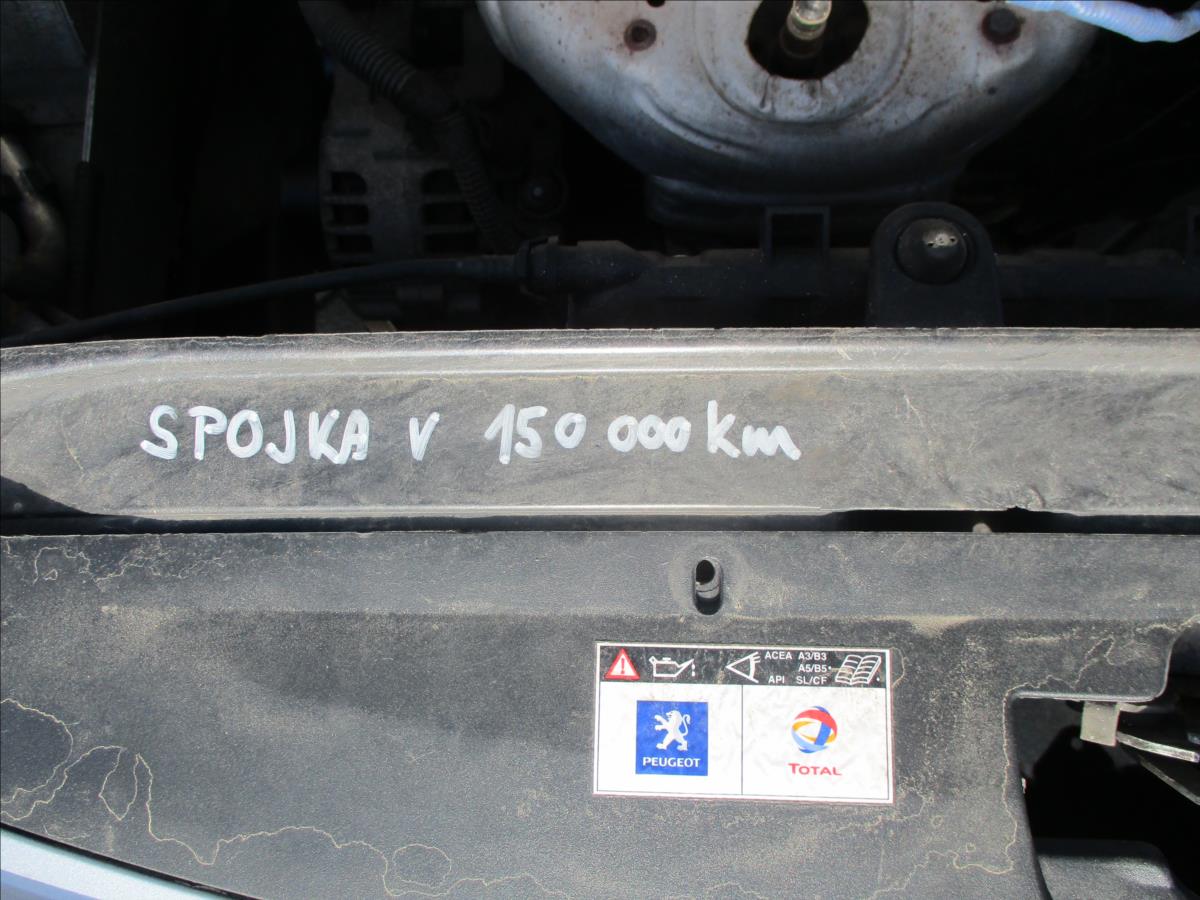 SPOJKA V 150 000 km
ACEA A3/B3
A5/B5*
API SL/CF
PEUGEOT
TOTAL